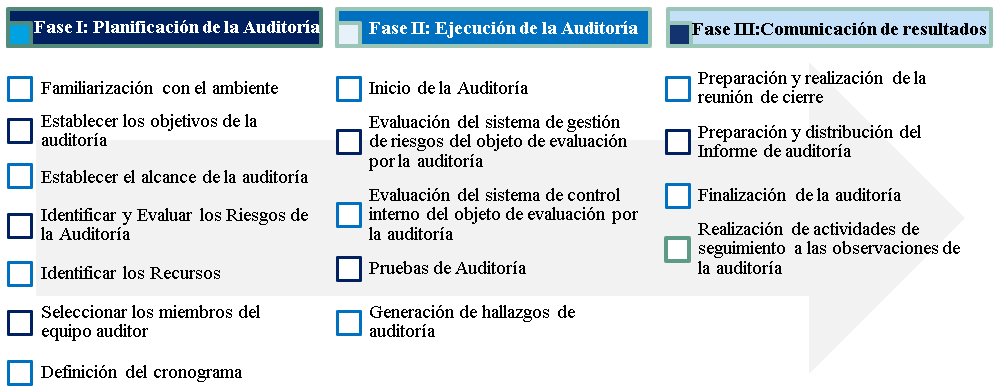 Fase I: Planificación de la Auditoría
Familiarización con el ambiente
Establecer los objetivos de la
auditoría
Establecer el alcance de la auditoría
Identificar y Evaluar los Riesgos de
la Auditoría
Identificar los Recursos
Seleccionar los miembros del
equipo auditor
Definición del cronograma
Fase II: Ejecución de la Auditoría
Inicio de la Auditoría
Evaluación del sistema de gestión
de riesgos del objeto de evaluación
por la auditoría
Evaluación del sistema de control
interno del objeto de evaluación por
la auditoría
Pruebas de Auditoría
Generación de hallazgos de
auditoría
Fase III:Comunicación de resultados
Preparación y realización de la
reunión de cierre
Preparación y distribución del
Informe de auditoría
Finalización de la auditoría
Realización de actividades de
seguimiento a las observaciones de
la auditoría